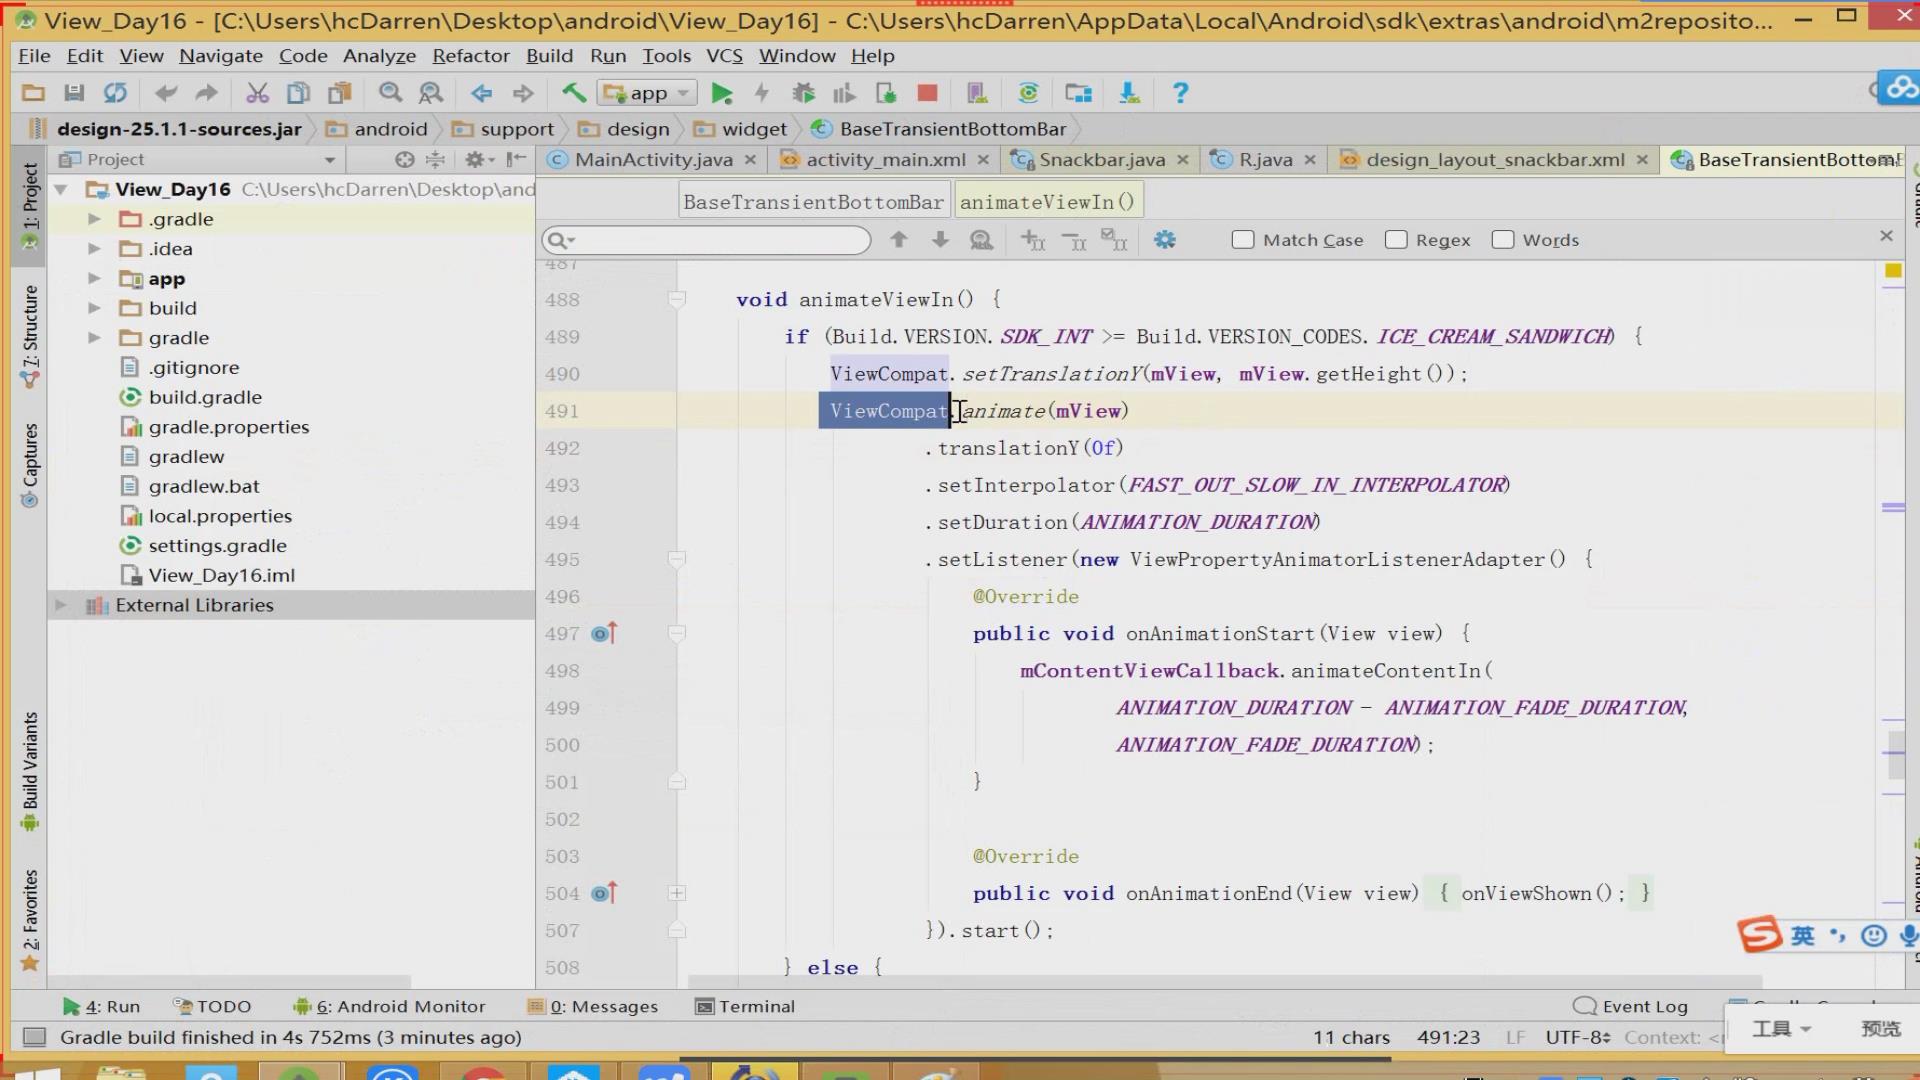 View_Day16 - [C:\Users\hcDarren\Desktop\android\View_Day16] - C:\Users\hcDarren\AppData\Local\Android\sdk\extras\android\m2reposito...
File Edit View Navigate Code Analyze Refactor Build Run Tools VCS Window Help
app
design-25.1.1-sources.jar android support design widget BaseTransientBottomBar
Project
MainActivity.java activity_main.xml Snackbar.java R.java design_layout_snackbar.xml BaseTransientBottom
1: Project
7: Structure
Captures
Build Variants
2: Favorites
View_Day16 C:\Users\hcDarren\Desktop\and
.gradle
.idea
app
build
gradle
.gitignore
build.gradle
gradle.properties
gradlew
gradlew.bat
local.properties
settings.gradle
View_Day16.iml
External Libraries
BaseTransientBottomBar animateViewIn()
Match Case Regex Words
487
488 void animateViewIn() {
489 if (Build.VERSION.SDK_INT >= Build.VERSION_CODES.ICE_CREAM_SANDWICH) {
490 ViewCompat.setTranslationY(mView, mView.getHeight());
491 ViewCompat.animate(mView)
492 .translationY(0f)
493 .setInterpolator(FAST_OUT_SLOW_IN_INTERPOLATOR)
494 .setDuration(ANIMATION_DURATION)
495 .setListener(new ViewPropertyAnimatorListenerAdapter() {
496 @Override
497 public void onAnimationStart(View view) {
498 mContentViewCallback.animateContentIn(
499 ANIMATION_DURATION - ANIMATION_FADE_DURATION,
500 ANIMATION_FADE_DURATION);
501 }
502
503 @Override
504 public void onAnimationEnd(View view) { onViewShown(); }
507 }).start();
508 } else {
英
4: Run TODO 6: Android Monitor 0: Messages Terminal Event Log
Gradle build finished in 4s 752ms (3 minutes ago) 11 chars 491:23 LF UTF-8 Context:
工具 预览